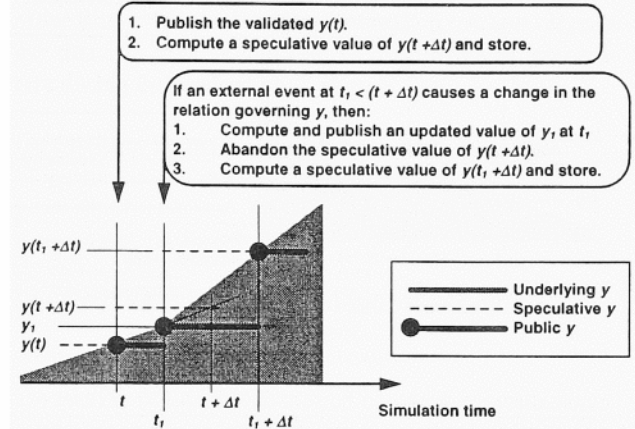 1. Publish the validated y(t).
2. Compute a speculative value of y(t +Δt) and store.
If an external event at t₁ < (t + Δt) causes a change in the
relation governing y, then:
1. Compute and publish an updated value of y₁ at t₁
2. Abandon the speculative value of y(t +Δt).
3. Compute a speculative value of y(t₁ +Δt) and store.
y(t₁ +Δt)
y(t +Δt)
y₁
y(t)
Underlying y
Speculative y
Public y
t
t₁
t + Δt
t₁ + Δt
Simulation time